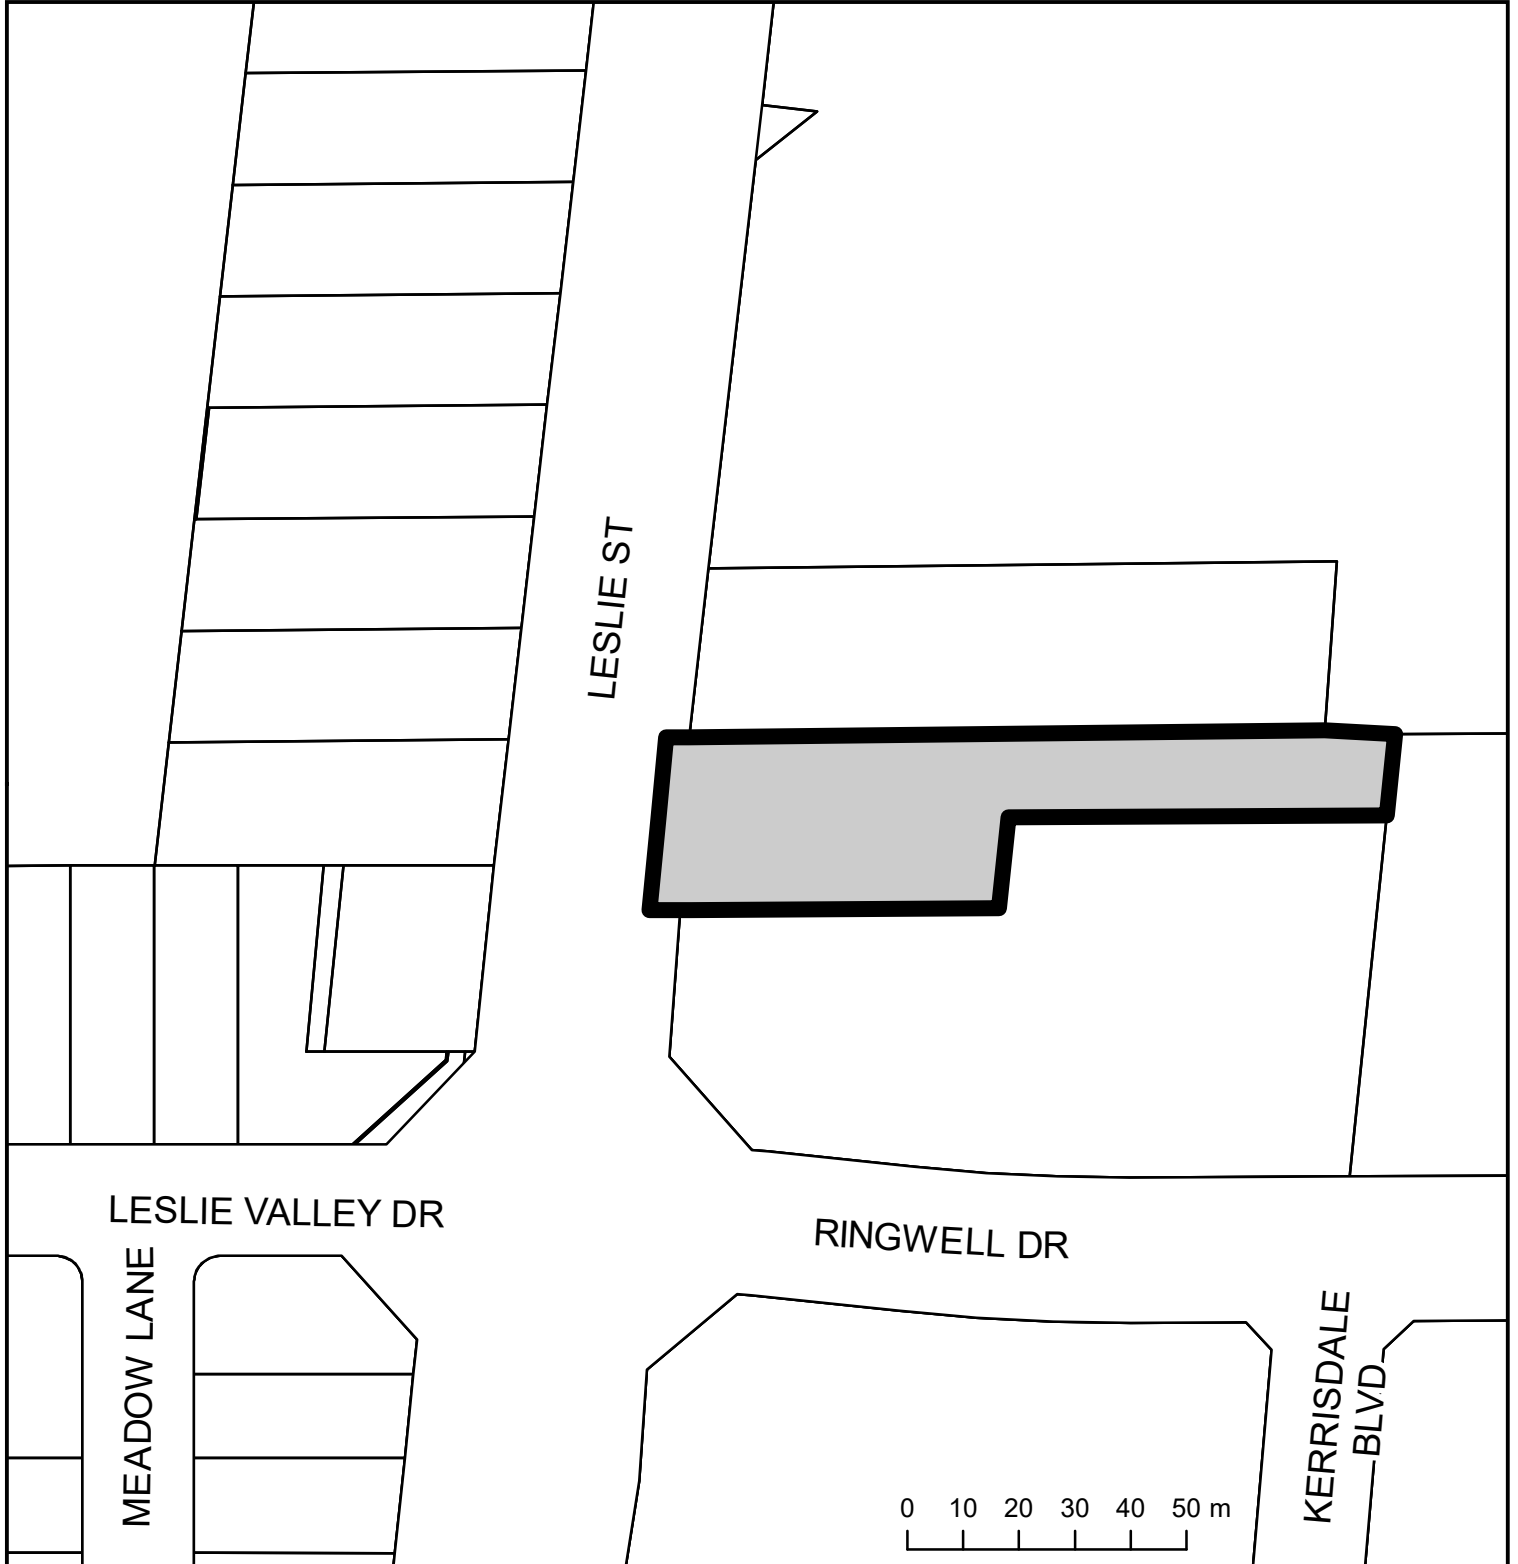 LESLIE ST
LESLIE VALLEY DR
RINGWELL DR
MEADOW LANE
KERRISDALE
BLVD
0 10 20 30 40 50 m